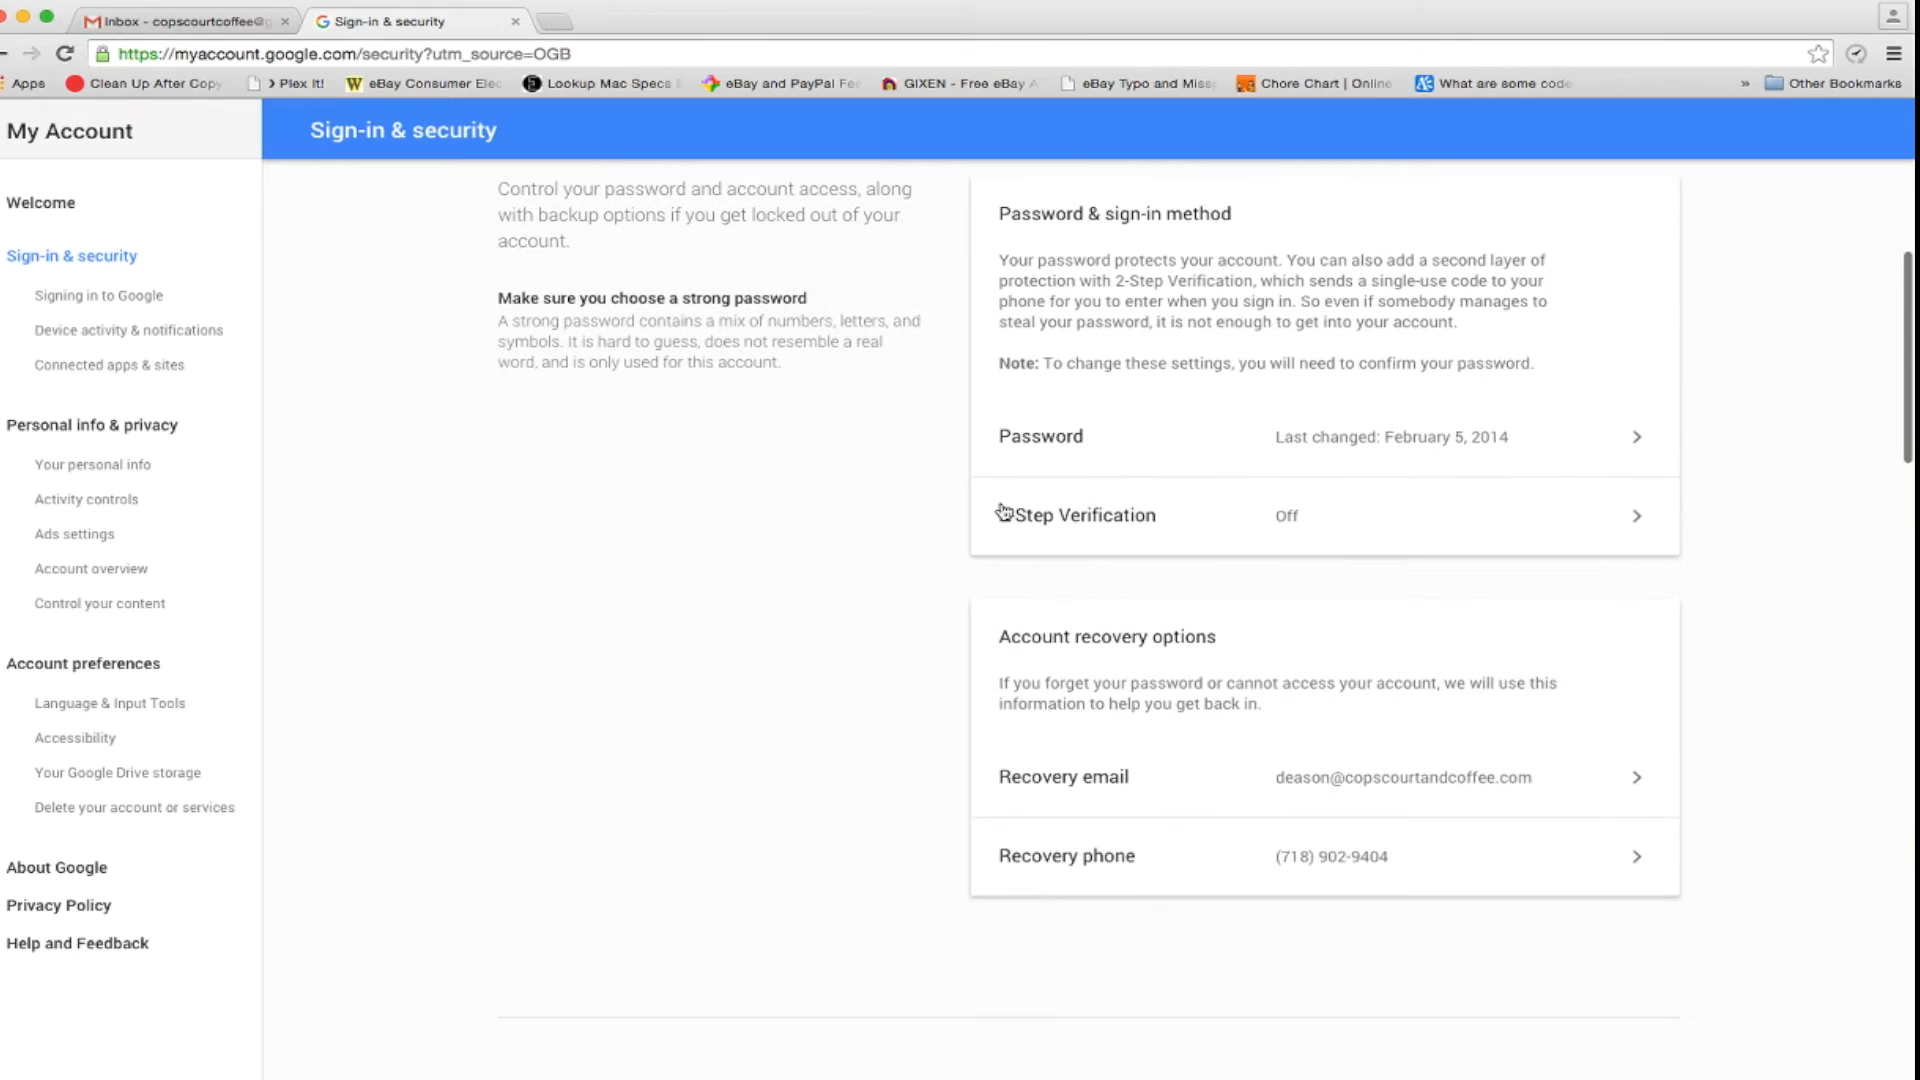 Inbox - copscourtcoffee@g
Sign-in & security
https://myaccount.google.com/security?utm_source=OGB
Apps
Clean Up After Copy
> Plex It!
eBay Consumer Elec
Lookup Mac Specs
eBay and PayPal Fe
GIXEN - Free eBay A
eBay Typo and Miss
Chore Chart | Online
What are some code
»
Other Bookmarks
My Account
Sign-in & security
Welcome
Sign-in & security
Signing in to Google
Device activity & notifications
Connected apps & sites
Personal info & privacy
Your personal info
Activity controls
Ads settings
Account overview
Control your content
Account preferences
Language & Input Tools
Accessibility
Your Google Drive storage
Delete your account or services
About Google
Privacy Policy
Help and Feedback
Control your password and account access, along
with backup options if you get locked out of your
account.
Make sure you choose a strong password
A strong password contains a mix of numbers, letters, and
symbols. It is hard to guess, does not resemble a real
word, and is only used for this account.
Password & sign-in method
Your password protects your account. You can also add a second layer of
protection with 2-Step Verification, which sends a single-use code to your
phone for you to enter when you sign in. So even if somebody manages to
steal your password, it is not enough to get into your account.
Note: To change these settings, you will need to confirm your password.
Password Last changed: February 5, 2014
Step Verification Off
Account recovery options
If you forget your password or cannot access your account, we will use this
information to help you get back in.
Recovery email deason@copscourtandcoffee.com
Recovery phone (718) 902-9404